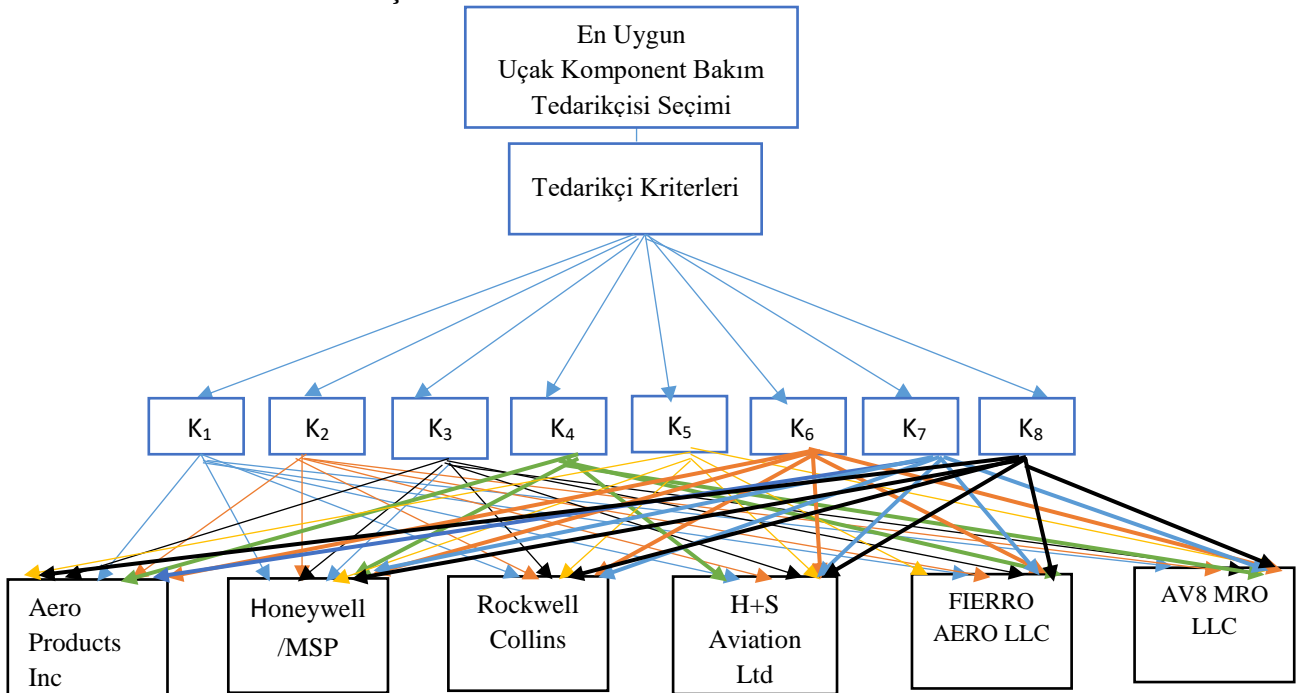 En Uygun
Uçak Komponent Bakım
Tedarikçisi Seçimi
Tedarikçi Kriterleri
K₁ K₂ K₃ K₄ K₅ K₆ K₇ K₈
Aero
Products
Inc
Honeywell
/MSP
Rockwell
Collins
H+S
Aviation
Ltd
FIERRO
AERO LLC
AV8 MRO
LLC